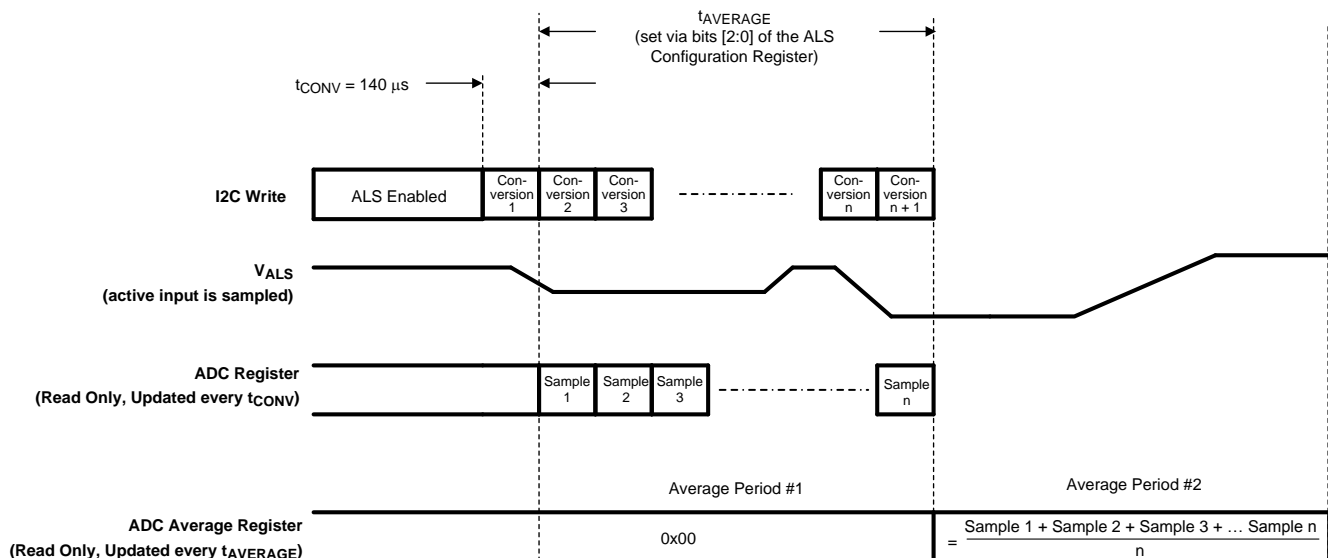 tAVERAGE
(set via bits [2:0] of the ALS
Configuration Register)
tCONV = 140 μs
I2C Write
ALS Enabled
Con-
version
1
Con-
version
2
Con-
version
3
Con-
version
n
Con-
version
n + 1
VALS
(active input is sampled)
ADC Register
(Read Only, Updated every tCONV)
Sample
1
Sample
2
Sample
3
Sample
n
Average Period #1
Average Period #2
ADC Average Register
(Read Only, Updated every tAVERAGE)
0x00
= Sample 1 + Sample 2 + Sample 3 + ... Sample n
n